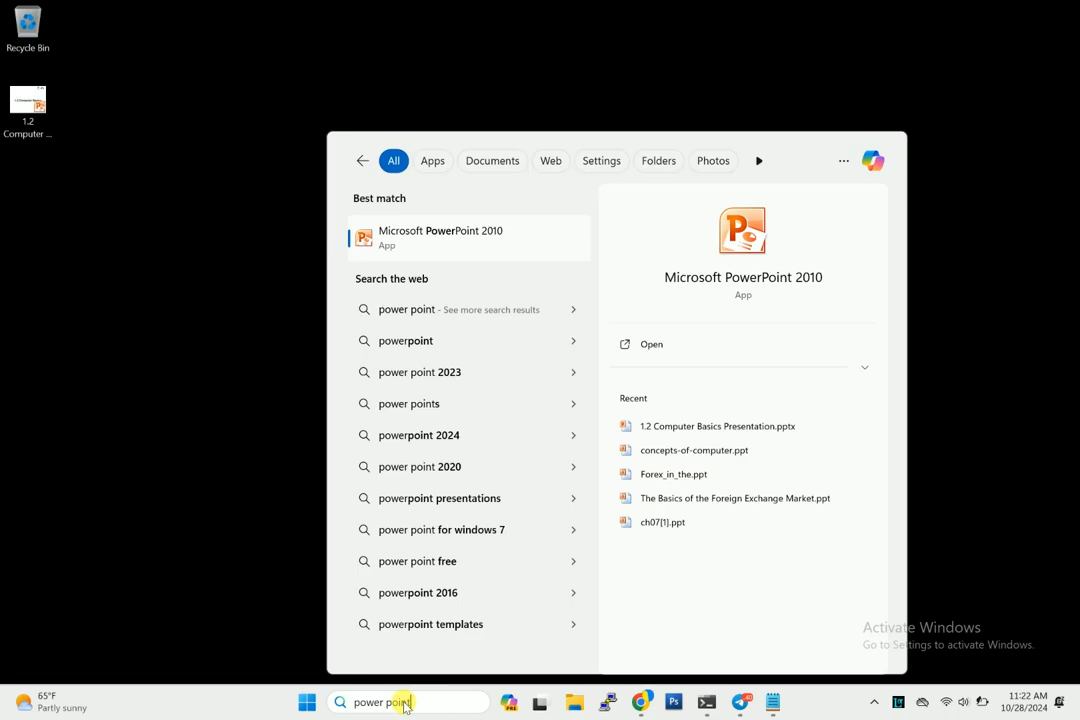 Recycle Bin
1.2
Computer ...
All
Apps
Documents
Web
Settings
Folders
Photos
Best match
Microsoft PowerPoint 2010
App
Search the web
power point - See more search results
powerpoint
power point 2023
power points
powerpoint 2024
power point 2020
powerpoint presentations
power point for windows 7
power point free
powerpoint 2016
powerpoint templates
Microsoft PowerPoint 2010
App
Open
Recent
1.2 Computer Basics Presentation.pptx
concepts-of-computer.ppt
Forex_in_the.ppt
The Basics of the Foreign Exchange Market.ppt
ch07[1].ppt
Activate Windows
Go to Settings to activate Windows.
65°F
Partly sunny
power point
PRE
Ps
40
11:22 AM
10/28/2024